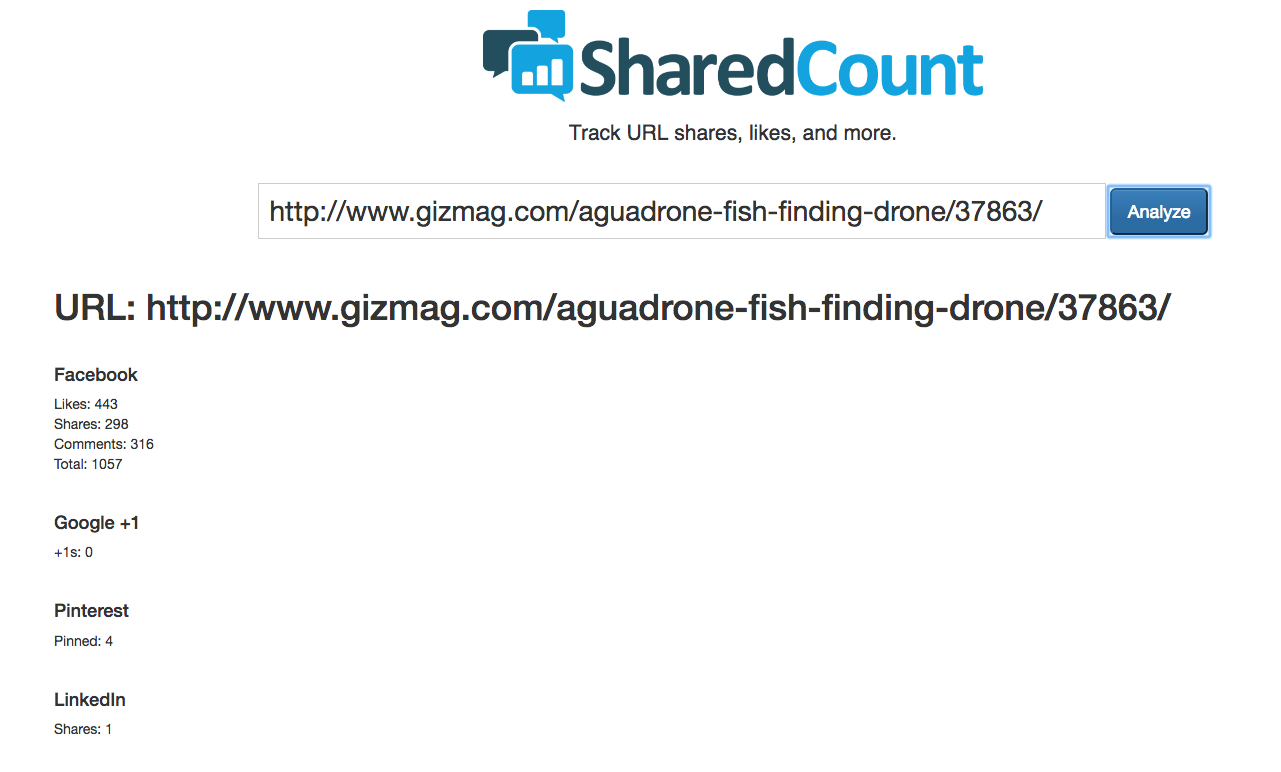 SharedCount
Track URL shares, likes, and more.
http://www.gizmag.com/aguadrone-fish-finding-drone/37863/ Analyze
URL: http://www.gizmag.com/aguadrone-fish-finding-drone/37863/
Facebook
Likes: 443
Shares: 298
Comments: 316
Total: 1057
Google +1
+1s: 0
Pinterest
Pinned: 4
LinkedIn
Shares: 1